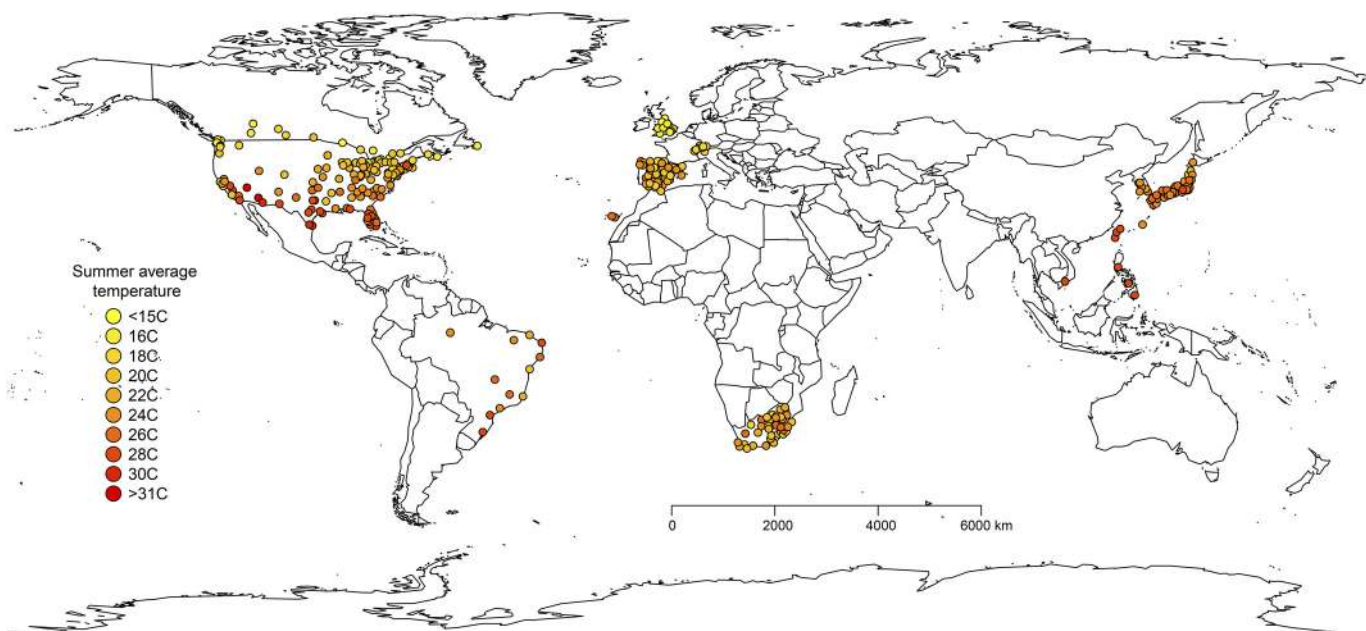 Summer average
temperature
<15C
16C
18C
20C
22C
24C
26C
28C
30C
>31C
0 2000 4000 6000 km